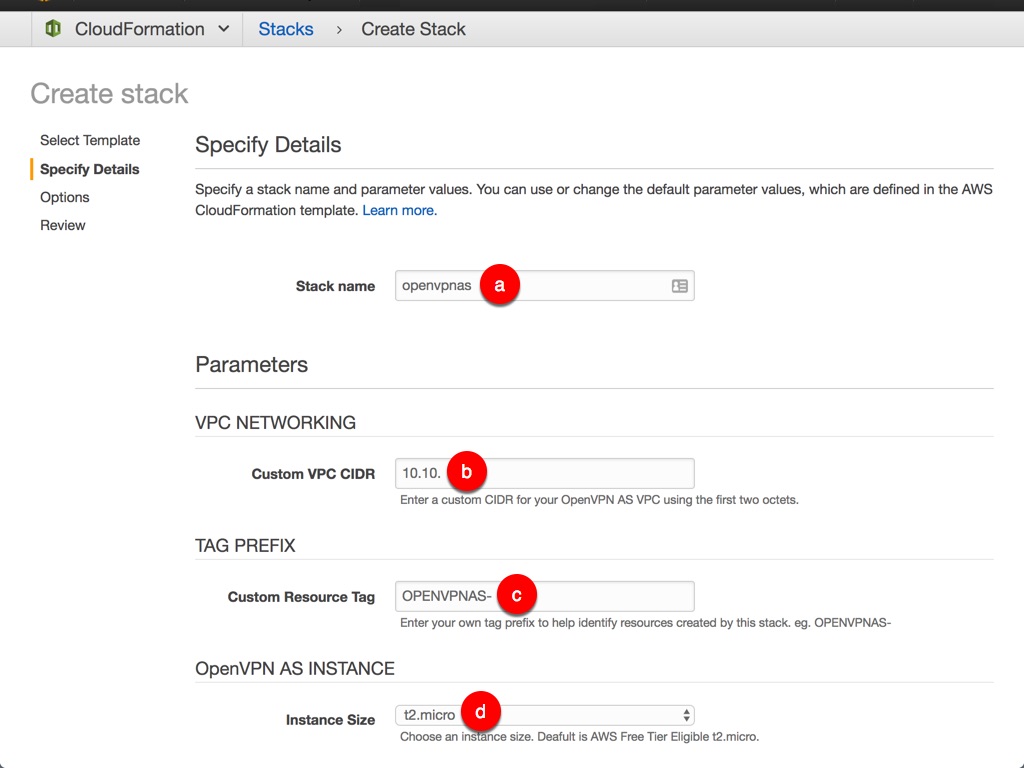 CloudFormation Stacks > Create Stack
Create stack
Select Template
Specify Details
Options
Review
Specify Details
Specify a stack name and parameter values. You can use or change the default parameter values, which are defined in the AWS
CloudFormation template. Learn more.
Stack name openvpnas a
Parameters
VPC NETWORKING
Custom VPC CIDR 10.10. b
Enter a custom CIDR for your OpenVPN AS VPC using the first two octets.
TAG PREFIX
Custom Resource Tag OPENVPNAS- c
Enter your own tag prefix to help identify resources created by this stack. eg. OPENVPNAS-
OpenVPN AS INSTANCE
Instance Size t2.micro d
Choose an instance size. Deafult is AWS Free Tier Eligible t2.micro.